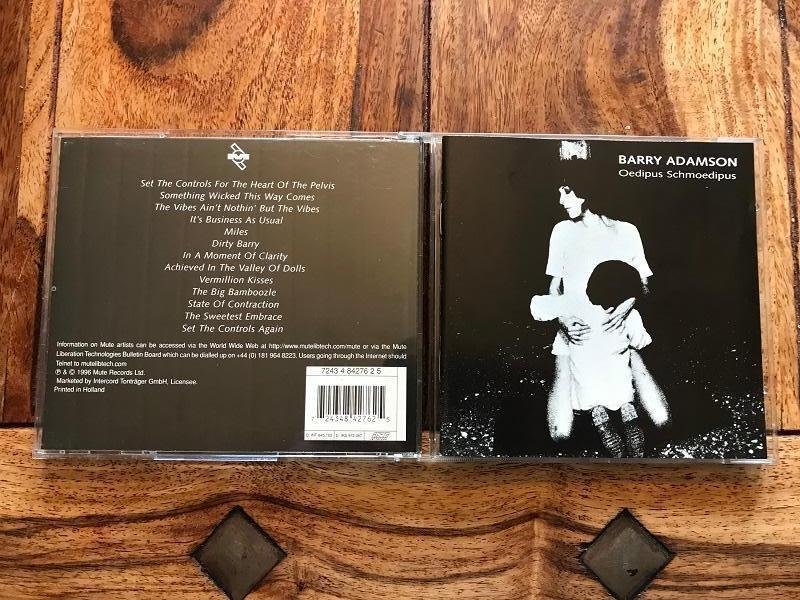 MUTE
Set The Controls For The Heart Of The Pelvis
Something Wicked This Way Comes
The Vibes Ain't Nothin' But The Vibes
It's Business As Usual
Miles
Dirty Barry
In A Moment Of Clarity
Achieved In The Valley Of Dolls
Vermillion Kisses
The Big Bamboozle
State Of Contraction
The Sweetest Embrace
Set The Controls Again
Information on Mute artists can be accessed via the World Wide Web at http://www.mutelibtech.com/mute or via the Mute
Liberation Technologies Bulletin Board which can be dialled up on +44 (0) 181 964 8223. Users going through the Internet should
Telnet to mutelibtech.com
℗ & © 1996 Mute Records Ltd.
Marketed by Intercord Tonträger GmbH, Licensee.
Printed in Holland
7243 4 84276 2 5
7 24348 42762 5
BARRY ADAMSON
Oedipus Schmoedipus